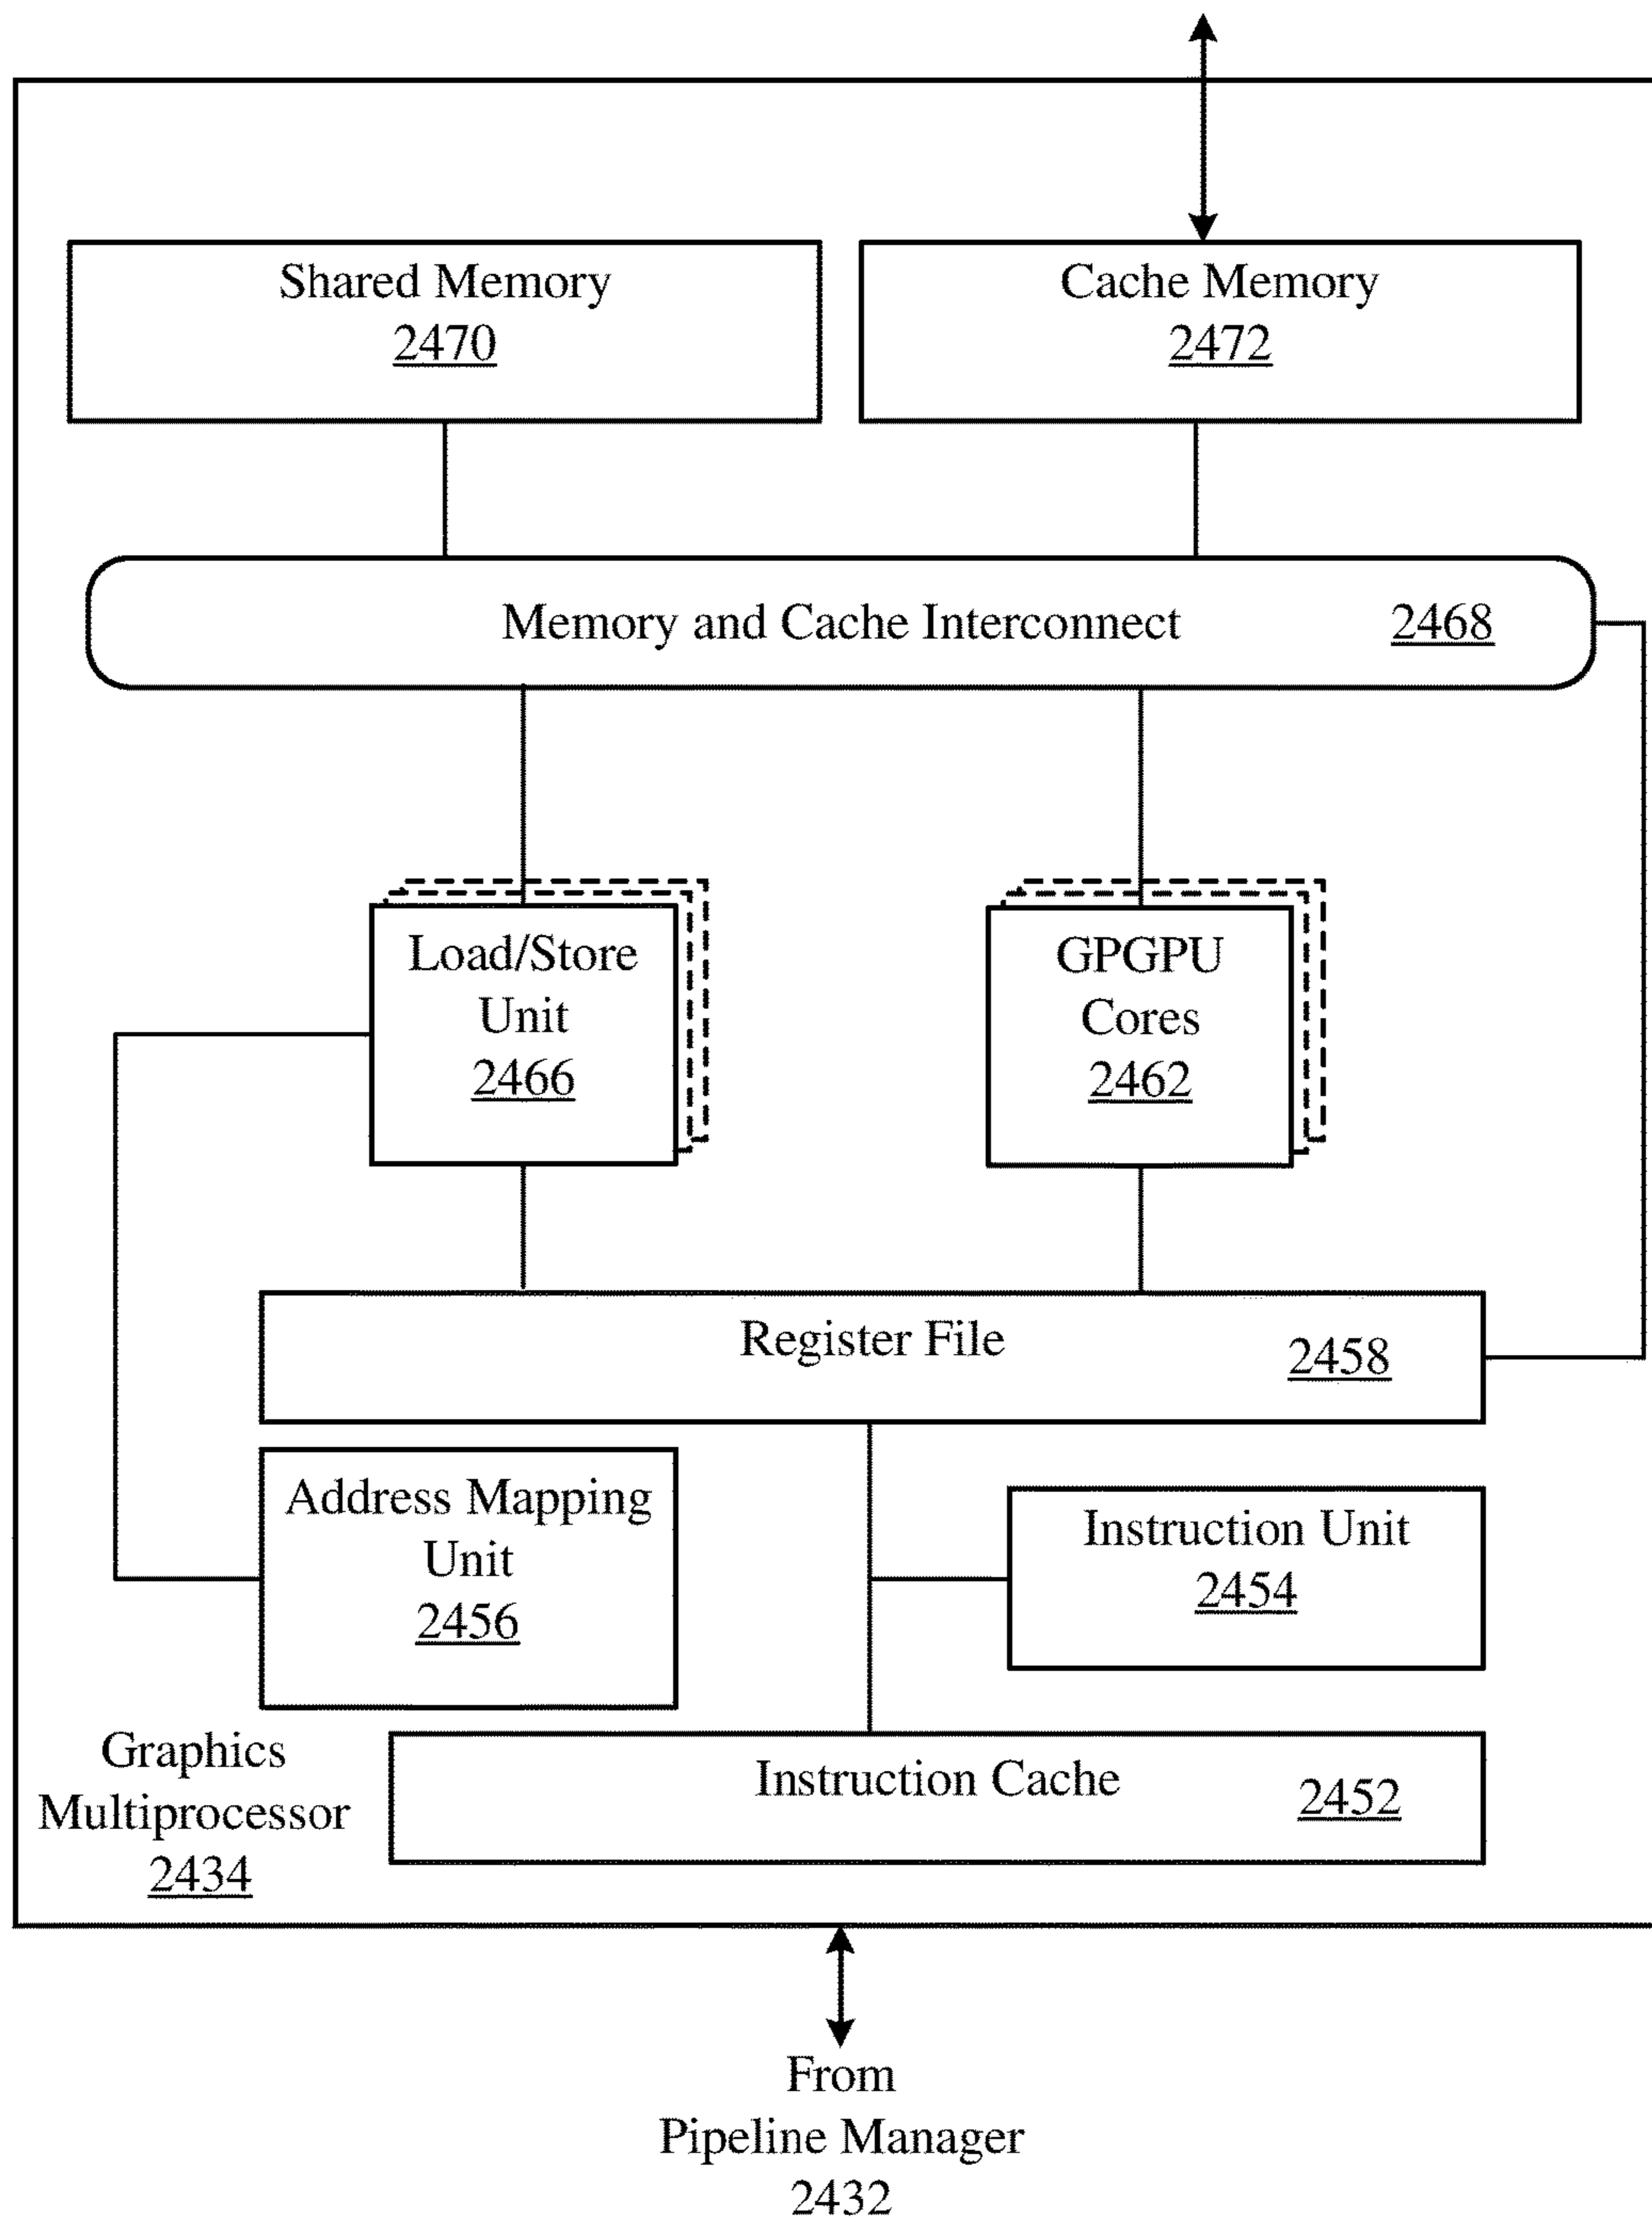 Shared Memory
2470
Cache Memory
2472
Memory and Cache Interconnect 2468
Load/Store
Unit
2466
GPGPU
Cores
2462
Register File 2458
Address Mapping
Unit
2456
Instruction Unit
2454
Graphics
Multiprocessor
2434
Instruction Cache 2452
From
Pipeline Manager
2432